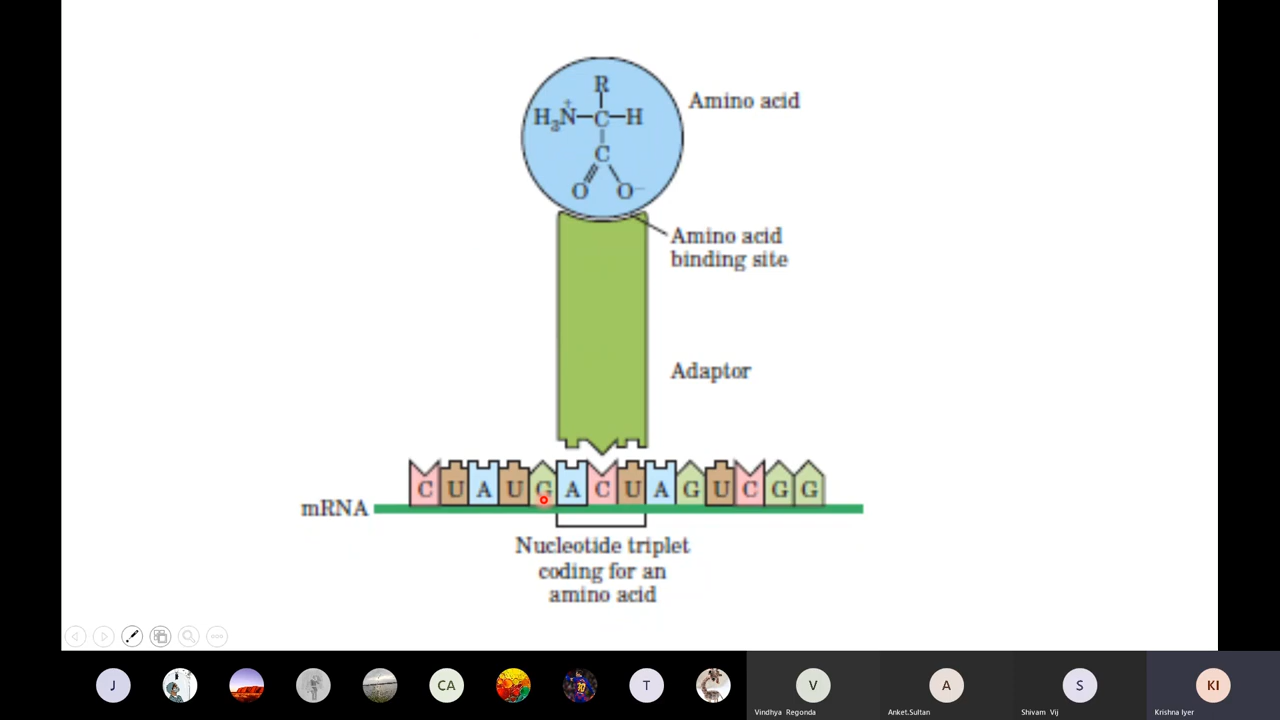 R
H₃N⁺—C—H
C
O O⁻
Amino acid
Amino acid
binding site
Adaptor
C U A U G A C U A G U C G G
mRNA
Nucleotide triplet
coding for an
amino acid
J
CA
T
V
A
S
KI
Vindhya Regonda
Anket.Sultan
Shivam Vij
Krishna Iyer